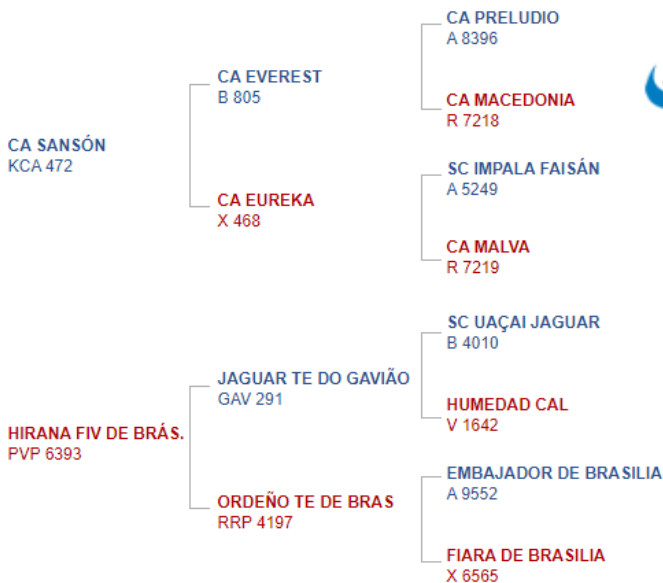 CA PRELUDIO
A 8396
CA EVEREST
B 805
CA MACEDONIA
R 7218
CA SANSÓN
KCA 472
SC IMPALA FAISÁN
A 5249
CA EUREKA
X 468
CA MALVA
R 7219
SC UAÇAI JAGUAR
B 4010
JAGUAR TE DO GAVIÃO
GAV 291
HUMEDAD CAL
V 1642
HIRANA FIV DE BRÁS.
PVP 6393
EMBAJADOR DE BRASILIA
A 9552
ORDEÑO TE DE BRAS
RRP 4197
FIARA DE BRASILIA
X 6565